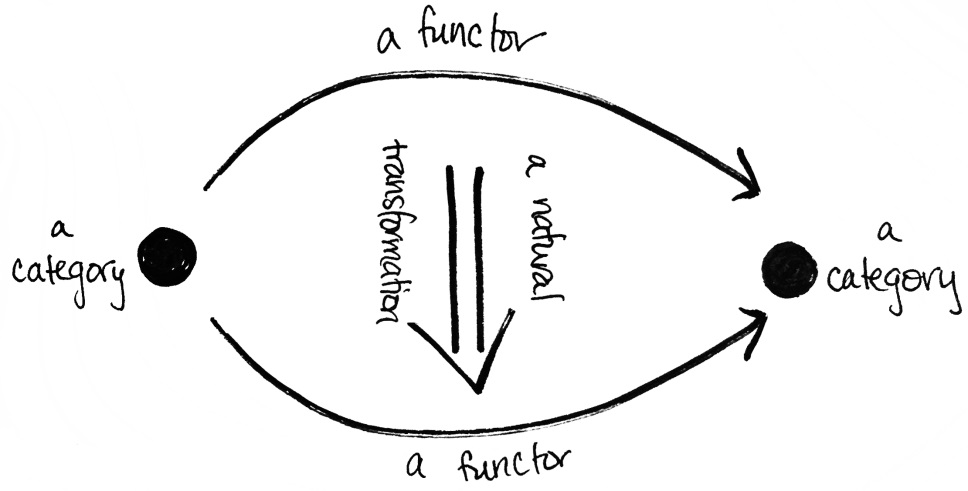 a functor
a
category
a natural
transformation
a
category
a functor